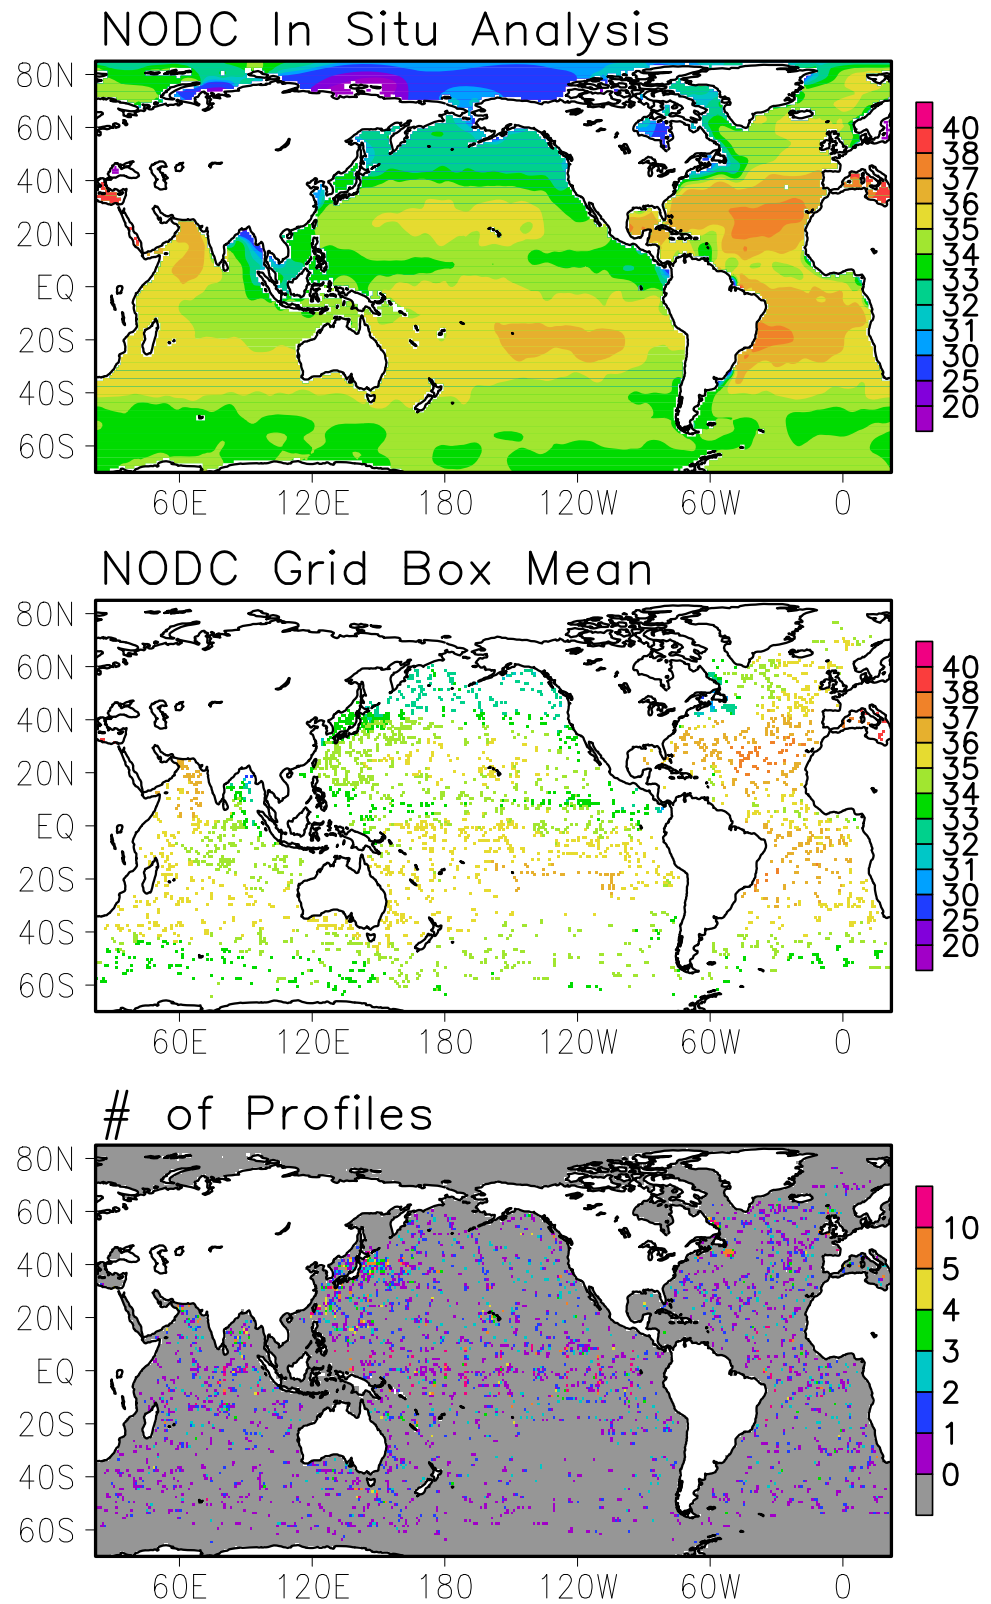 NODC In Situ Analysis
80N
60N
40N
20N
EQ
20S
40S
60S
60E 120E 180 120W 60W 0
40
38
37
36
35
34
33
32
31
30
25
20
NODC Grid Box Mean
80N
60N
40N
20N
EQ
20S
40S
60S
60E 120E 180 120W 60W 0
40
38
37
36
35
34
33
32
31
30
25
20
# of Profiles
80N
60N
40N
20N
EQ
20S
40S
60S
60E 120E 180 120W 60W 0
10
5
4
3
2
1
0